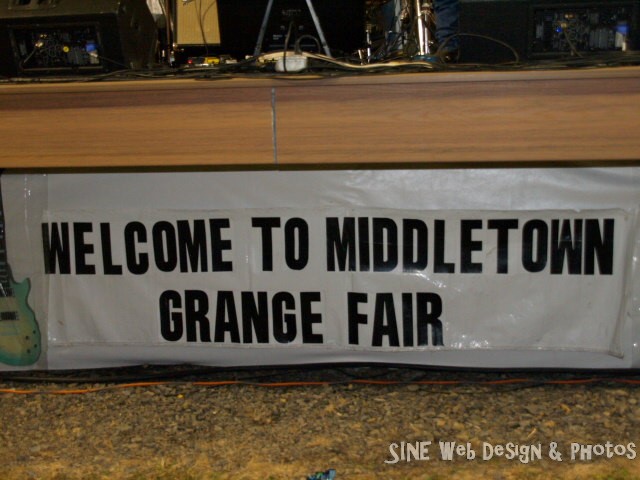 WELCOME TO MIDDLETOWN
GRANGE FAIR
SINE Web Design & Photos